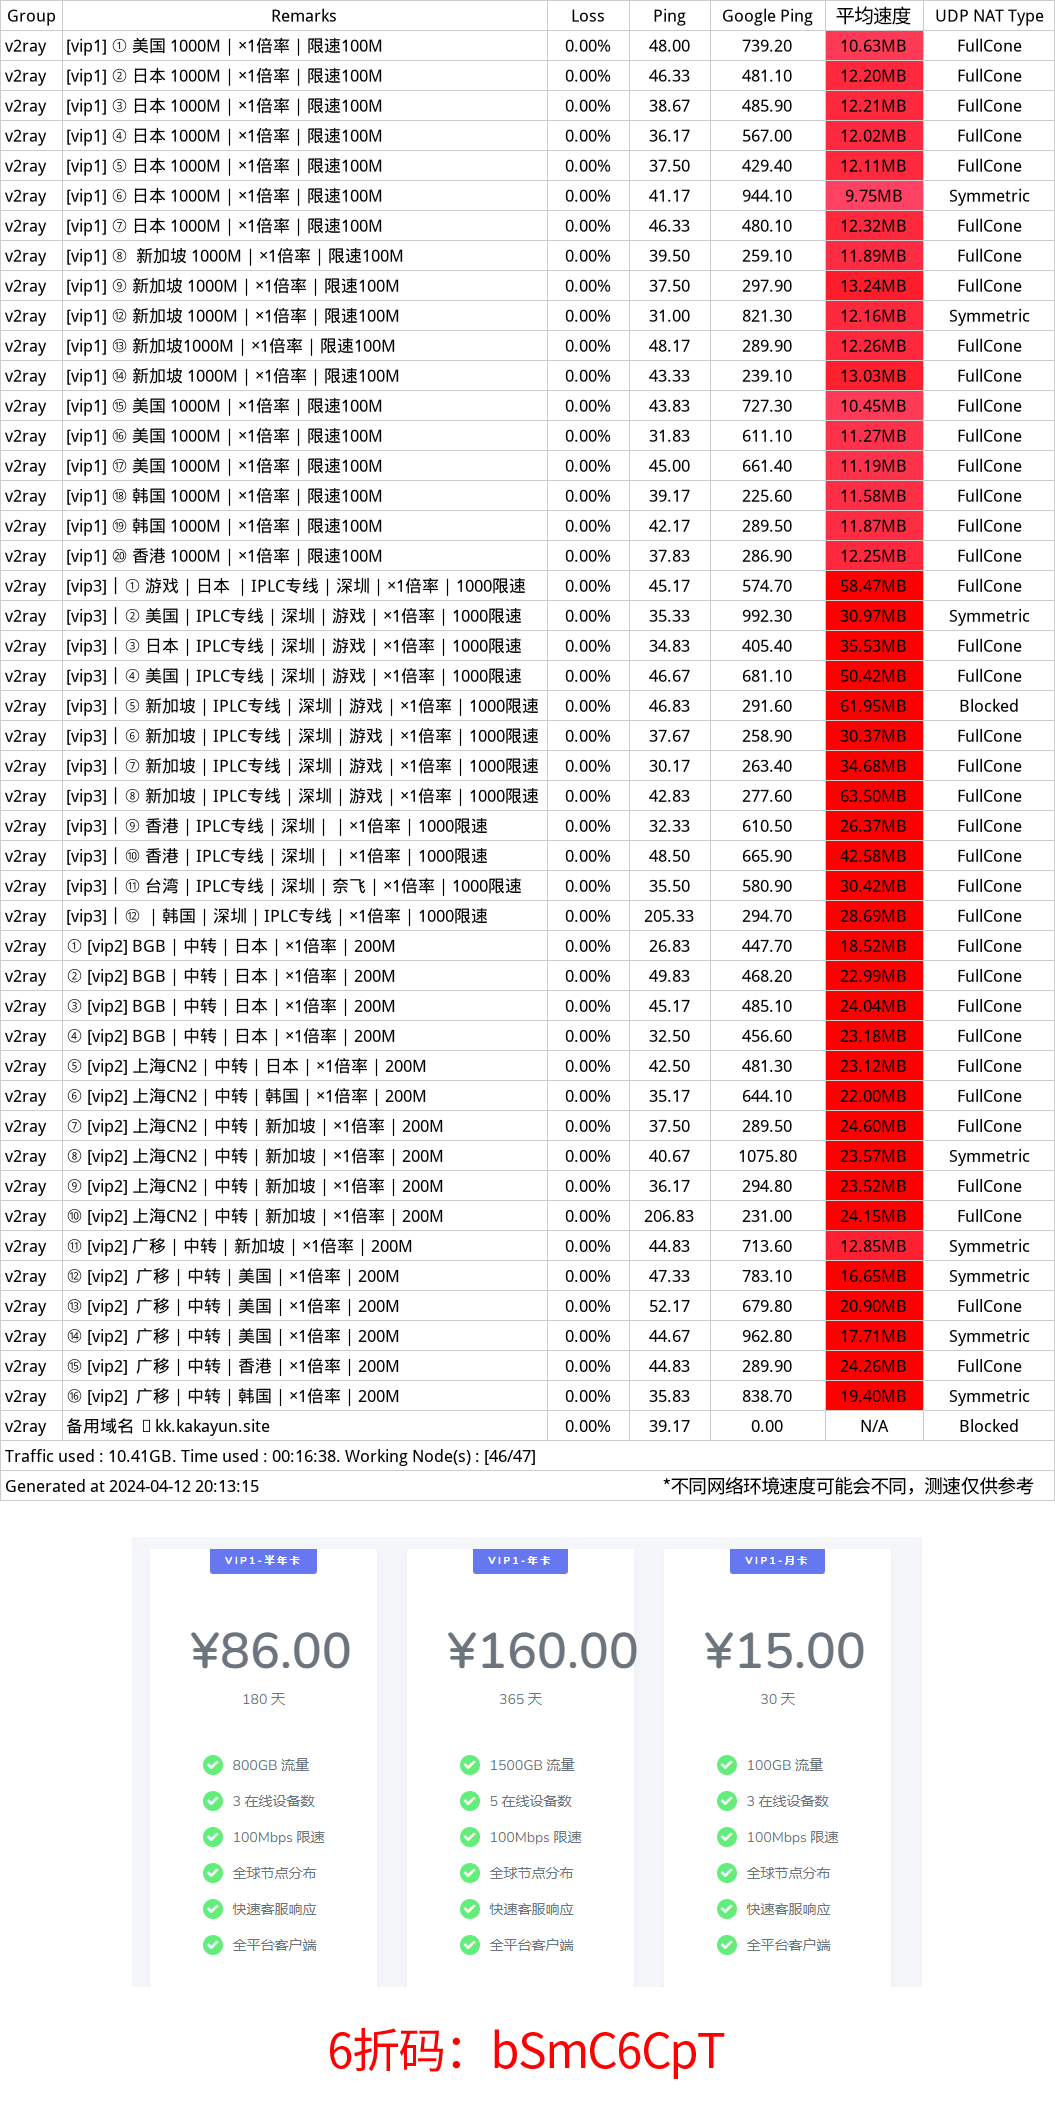 Group Remarks Loss Ping Google Ping 平均速度 UDP NAT Type
v2ray [vip1] ① 美国 1000M | ×1倍率 | 限速100M 0.00% 48.00 739.20 10.63MB FullCone
v2ray [vip1] ② 日本 1000M | ×1倍率 | 限速100M 0.00% 46.33 481.10 12.20MB FullCone
v2ray [vip1] ③ 日本 1000M | ×1倍率 | 限速100M 0.00% 38.67 485.90 12.21MB FullCone
v2ray [vip1] ④ 日本 1000M | ×1倍率 | 限速100M 0.00% 36.17 567.00 12.02MB FullCone
v2ray [vip1] ⑤ 日本 1000M | ×1倍率 | 限速100M 0.00% 37.50 429.40 12.11MB FullCone
v2ray [vip1] ⑥ 日本 1000M | ×1倍率 | 限速100M 0.00% 41.17 944.10 9.75MB Symmetric
v2ray [vip1] ⑦ 日本 1000M | ×1倍率 | 限速100M 0.00% 46.33 480.10 12.32MB FullCone
v2ray [vip1] ⑧ 新加坡 1000M | ×1倍率 | 限速100M 0.00% 39.50 259.10 11.89MB FullCone
v2ray [vip1] ⑨ 新加坡 1000M | ×1倍率 | 限速100M 0.00% 37.50 297.90 13.24MB FullCone
v2ray [vip1] ⑫ 新加坡 1000M | ×1倍率 | 限速100M 0.00% 31.00 821.30 12.16MB Symmetric
v2ray [vip1] ⑬ 新加坡1000M | ×1倍率 | 限速100M 0.00% 48.17 289.90 12.26MB FullCone
v2ray [vip1] ⑭ 新加坡 1000M | ×1倍率 | 限速100M 0.00% 43.33 239.10 13.03MB FullCone
v2ray [vip1] ⑮ 美国 1000M | ×1倍率 | 限速100M 0.00% 43.83 727.30 10.45MB FullCone
v2ray [vip1] ⑯ 美国 1000M | ×1倍率 | 限速100M 0.00% 31.83 611.10 11.27MB FullCone
v2ray [vip1] ⑰ 美国 1000M | ×1倍率 | 限速100M 0.00% 45.00 661.40 11.19MB FullCone
v2ray [vip1] ⑱ 韩国 1000M | ×1倍率 | 限速100M 0.00% 39.17 225.60 11.58MB FullCone
v2ray [vip1] ⑲ 韩国 1000M | ×1倍率 | 限速100M 0.00% 42.17 289.50 11.87MB FullCone
v2ray [vip1] ⑳ 香港 1000M | ×1倍率 | 限速100M 0.00% 37.83 286.90 12.25MB FullCone
v2ray [vip3] | ① 游戏 | 日本 | IPLC专线 | 深圳 | ×1倍率 | 1000限速 0.00% 45.17 574.70 58.47MB FullCone
v2ray [vip3] | ② 美国 | IPLC专线 | 深圳 | 游戏 | ×1倍率 | 1000限速 0.00% 35.33 992.30 30.97MB Symmetric
v2ray [vip3] | ③ 日本 | IPLC专线 | 深圳 | 游戏 | ×1倍率 | 1000限速 0.00% 34.83 405.40 35.53MB FullCone
v2ray [vip3] | ④ 美国 | IPLC专线 | 深圳 | 游戏 | ×1倍率 | 1000限速 0.00% 46.67 681.10 50.42MB FullCone
v2ray [vip3] | ⑤ 新加坡 | IPLC专线 | 深圳 | 游戏 | ×1倍率 | 1000限速 0.00% 46.83 291.60 61.95MB Blocked
v2ray [vip3] | ⑥ 新加坡 | IPLC专线 | 深圳 | 游戏 | ×1倍率 | 1000限速 0.00% 37.67 258.90 30.37MB FullCone
v2ray [vip3] | ⑦ 新加坡 | IPLC专线 | 深圳 | 游戏 | ×1倍率 | 1000限速 0.00% 30.17 263.40 34.68MB FullCone
v2ray [vip3] | ⑧ 新加坡 | IPLC专线 | 深圳 | 游戏 | ×1倍率 | 1000限速 0.00% 42.83 277.60 63.50MB FullCone
v2ray [vip3] | ⑨ 香港 | IPLC专线 | 深圳 | | ×1倍率 | 1000限速 0.00% 32.33 610.50 26.37MB FullCone
v2ray [vip3] | ⑩ 香港 | IPLC专线 | 深圳 | | ×1倍率 | 1000限速 0.00% 48.50 665.90 42.58MB FullCone
v2ray [vip3] | ⑪ 台湾 | IPLC专线 | 深圳 | 奈飞 | ×1倍率 | 1000限速 0.00% 35.50 580.90 30.42MB FullCone
v2ray [vip3] | ⑫ | 韩国 | 深圳 | IPLC专线 | ×1倍率 | 1000限速 0.00% 205.33 294.70 28.69MB FullCone
v2ray ① [vip2] BGB | 中转 | 日本 | ×1倍率 | 200M 0.00% 26.83 447.70 18.52MB FullCone
v2ray ② [vip2] BGB | 中转 | 日本 | ×1倍率 | 200M 0.00% 49.83 468.20 22.99MB FullCone
v2ray ③ [vip2] BGB | 中转 | 日本 | ×1倍率 | 200M 0.00% 45.17 485.10 24.04MB FullCone
v2ray ④ [vip2] BGB | 中转 | 日本 | ×1倍率 | 200M 0.00% 32.50 456.60 23.18MB FullCone
v2ray ⑤ [vip2] 上海CN2 | 中转 | 日本 | ×1倍率 | 200M 0.00% 42.50 481.30 23.12MB FullCone
v2ray ⑥ [vip2] 上海CN2 | 中转 | 韩国 | ×1倍率 | 200M 0.00% 35.17 644.10 22.00MB FullCone
v2ray ⑦ [vip2] 上海CN2 | 中转 | 新加坡 | ×1倍率 | 200M 0.00% 37.50 289.50 24.60MB FullCone
v2ray ⑧ [vip2] 上海CN2 | 中转 | 新加坡 | ×1倍率 | 200M 0.00% 40.67 1075.80 23.57MB Symmetric
v2ray ⑨ [vip2] 上海CN2 | 中转 | 新加坡 | ×1倍率 | 200M 0.00% 36.17 294.80 23.52MB FullCone
v2ray ⑩ [vip2] 上海CN2 | 中转 | 新加坡 | ×1倍率 | 200M 0.00% 206.83 231.00 24.15MB FullCone
v2ray ⑪ [vip2] 广移 | 中转 | 新加坡 | ×1倍率 | 200M 0.00% 44.83 713.60 12.85MB Symmetric
v2ray ⑫ [vip2] 广移 | 中转 | 美国 | ×1倍率 | 200M 0.00% 47.33 783.10 16.65MB Symmetric
v2ray ⑬ [vip2] 广移 | 中转 | 美国 | ×1倍率 | 200M 0.00% 52.17 679.80 20.90MB FullCone
v2ray ⑭ [vip2] 广移 | 中转 | 美国 | ×1倍率 | 200M 0.00% 44.67 962.80 17.71MB Symmetric
v2ray ⑮ [vip2] 广移 | 中转 | 香港 | ×1倍率 | 200M 0.00% 44.83 289.90 24.26MB FullCone
v2ray ⑯ [vip2] 广移 | 中转 | 韩国 | ×1倍率 | 200M 0.00% 35.83 838.70 19.40MB Symmetric
v2ray 备用域名 kk.kakayun.site 0.00% 39.17 0.00 N/A Blocked
Traffic used : 10.41GB. Time used : 00:16:38. Working Node(s) : [46/47]
Generated at 2024-04-12 20:13:15 *不同网络环境速度可能会不同，测速仅供参考
VIP1-半年卡 VIP1-年卡 VIP1-月卡
¥86.00 ¥160.00 ¥15.00
180 天 365 天 30 天
800GB 流量 1500GB 流量 100GB 流量
3 在线设备数 5 在线设备数 3 在线设备数
100Mbps 限速 100Mbps 限速 100Mbps 限速
全球节点分布 全球节点分布 全球节点分布
快速客服响应 快速客服响应 快速客服响应
全平台客户端 全平台客户端 全平台客户端
6折码：bSmC6CpT